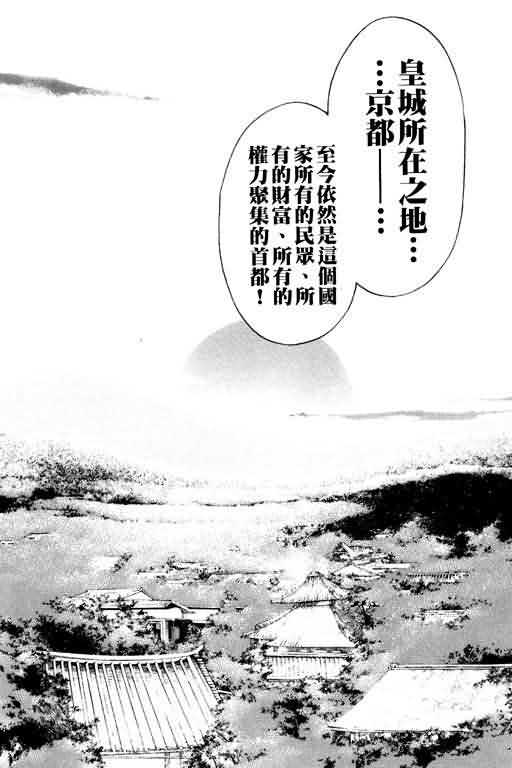 皇城所在之地…
…京都——…
至今依然是這個國
家所有的民眾、所
有的財富、所有的
權力聚集的首都！